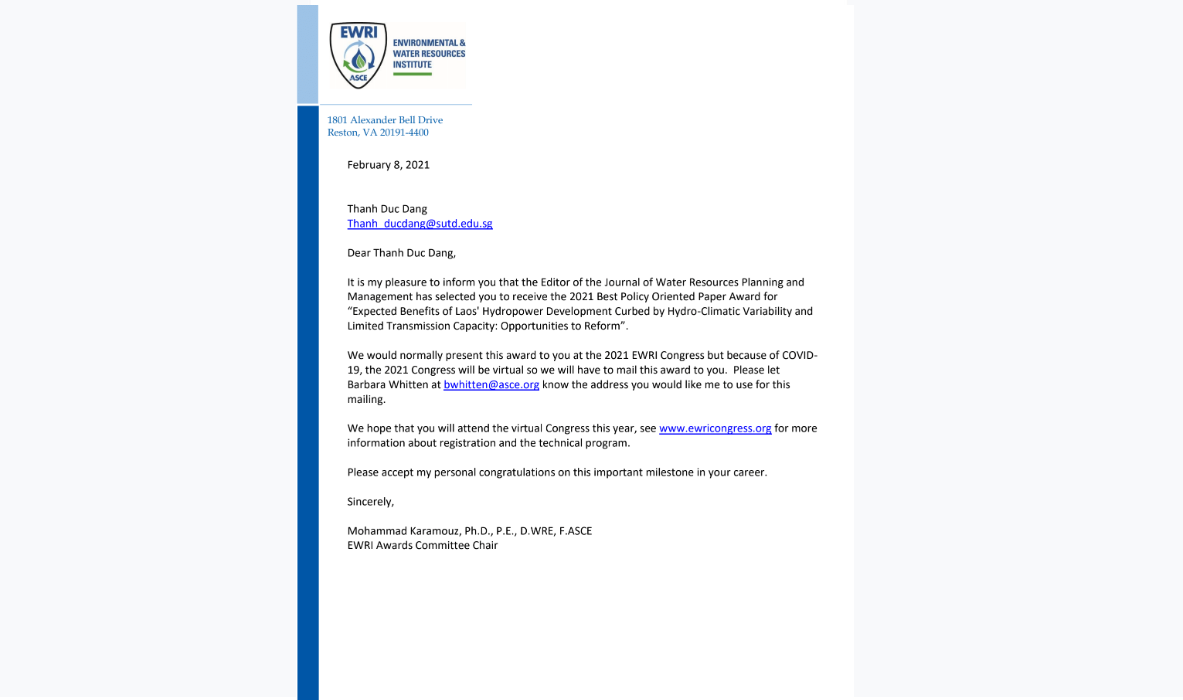 EWRI
ASCE
ENVIRONMENTAL &
WATER RESOURCES
INSTITUTE
1801 Alexander Bell Drive
Reston, VA 20191-4400
February 8, 2021
Thanh Duc Dang
Thanh_ducdang@sutd.edu.sg
Dear Thanh Duc Dang,
It is my pleasure to inform you that the Editor of the Journal of Water Resources Planning and
Management has selected you to receive the 2021 Best Policy Oriented Paper Award for
“Expected Benefits of Laos' Hydropower Development Curbed by Hydro-Climatic Variability and
Limited Transmission Capacity: Opportunities to Reform”.
We would normally present this award to you at the 2021 EWRI Congress but because of COVID-
19, the 2021 Congress will be virtual so we will have to mail this award to you.  Please let
Barbara Whitten at bwhitten@asce.org know the address you would like me to use for this
mailing.
We hope that you will attend the virtual Congress this year, see www.ewricongress.org for more
information about registration and the technical program.
Please accept my personal congratulations on this important milestone in your career.
Sincerely,
Mohammad Karamouz, Ph.D., P.E., D.WRE, F.ASCE
EWRI Awards Committee Chair